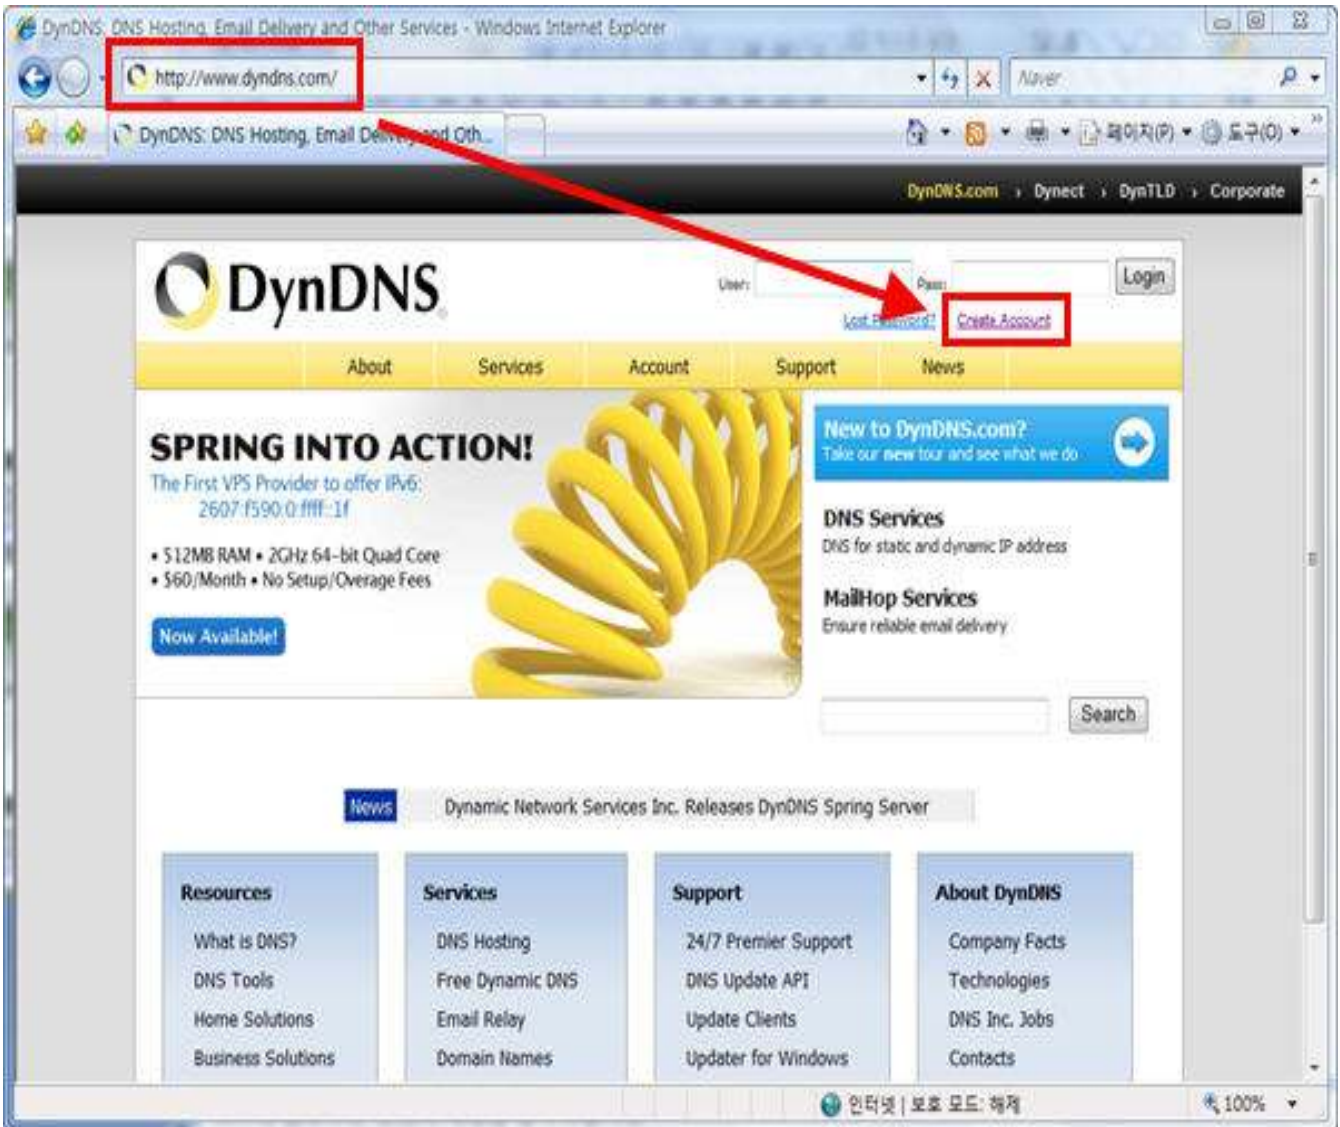 DynDNS: DNS Hosting, Email Delivery and Other Services - Windows Internet Explorer
http://www.dyndns.com/
Naver
DynDNS: DNS Hosting, Email Delivery and Oth...
페이지(P)
도구(O)
DynDNS.com › Dynect › DynTLD › Corporate
DynDNS
User:
Pass:
Login
Lost Password?
Create Account
About Services Account Support News
SPRING INTO ACTION!
The First VPS Provider to offer IPv6:
2607:f590:0:ffff::1f
• 512MB RAM • 2GHz 64-bit Quad Core
• $60/Month • No Setup/Overage Fees
Now Available!
New to DynDNS.com?
Take our new tour and see what we do
DNS Services
DNS for static and dynamic IP address
MailHop Services
Ensure reliable email delivery
Search
News Dynamic Network Services Inc. Releases DynDNS Spring Server
Resources
What is DNS?
DNS Tools
Home Solutions
Business Solutions
Services
DNS Hosting
Free Dynamic DNS
Email Relay
Domain Names
Support
24/7 Premier Support
DNS Update API
Update Clients
Updater for Windows
About DynDNS
Company Facts
Technologies
DNS Inc. Jobs
Contacts
인터넷 | 보호 모드: 해제
100%